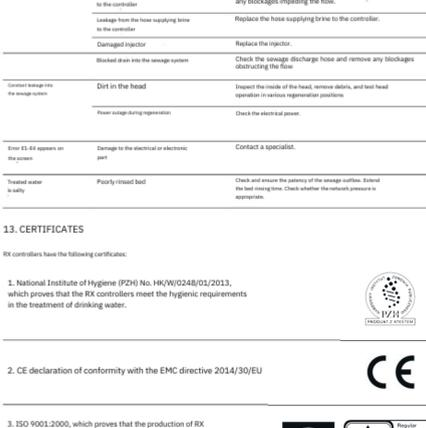 to the controller
any blockages impeding the flow.
Leakage from the hose supplying brine
to the controller
Replace the hose supplying brine to the controller.
Damaged injector
Replace the injector.
Blocked drain into the sewage system
Check the sewage discharge hose and remove any blockages
obstructing the flow
Constant leakage into
the sewage system
Dirt in the head
Inspect the inside of the head, remove debris, and test head
operation in various regeneration positions
Power outage during regeneration
Check the electrical power.
Error E1-E4 appears on
the screen
Damage to the electrical or electronic
part
Contact a specialist.
Treated water
is salty
Poorly rinsed bed
Check and ensure the patency of the sewage outflow. Extend
the bed rinsing time. Check whether the network pressure is
appropriate.
13. CERTIFICATES
RX controllers have the following certificates:
1. National Institute of Hygiene (PZH) No. HK/W/0248/01/2013,
which proves that the RX controllers meet the hygienic requirements
in the treatment of drinking water.
PZH
PRODUKT Z ATESTEM
2. CE declaration of conformity with the EMC directive 2014/30/EU
CE
3. ISO 9001:2000, which proves that the production of RX
Regular